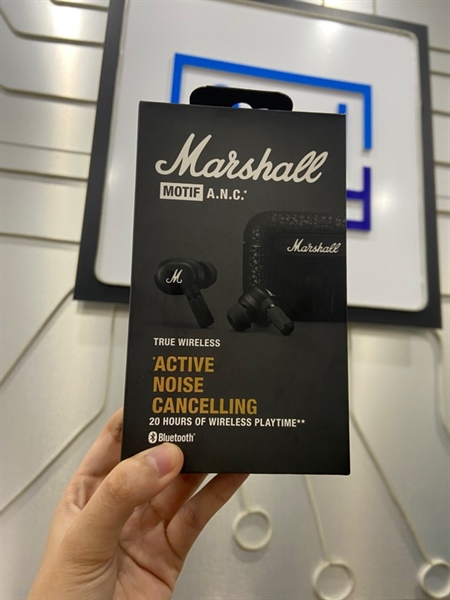 Marshall
MOTIF A.N.C.*
Marshall
M
TRUE WIRELESS
*ACTIVE
NOISE
CANCELLING
20 HOURS OF WIRELESS PLAYTIME**
Bluetooth®